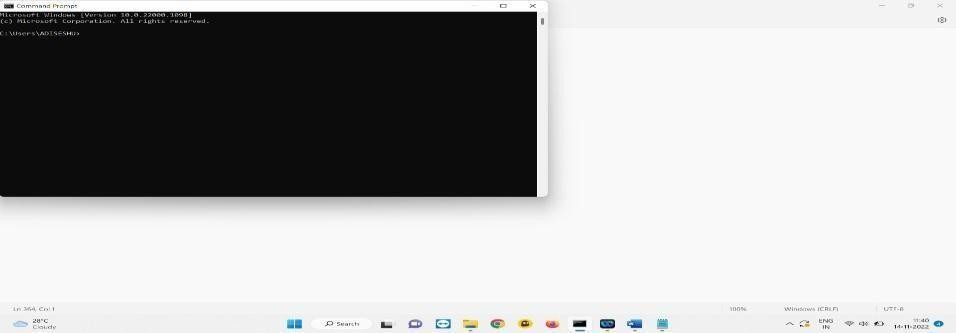 Command Prompt
Microsoft Windows [Version 10.0.22000.1098]
(c) Microsoft Corporation. All rights reserved.
C:\Users\ADISESHU>
Ln 364, Col 1
100%
Windows (CRLF)
UTF-8
28°C
Cloudy
Search
ENG
IN
11:40
14-11-2022
4